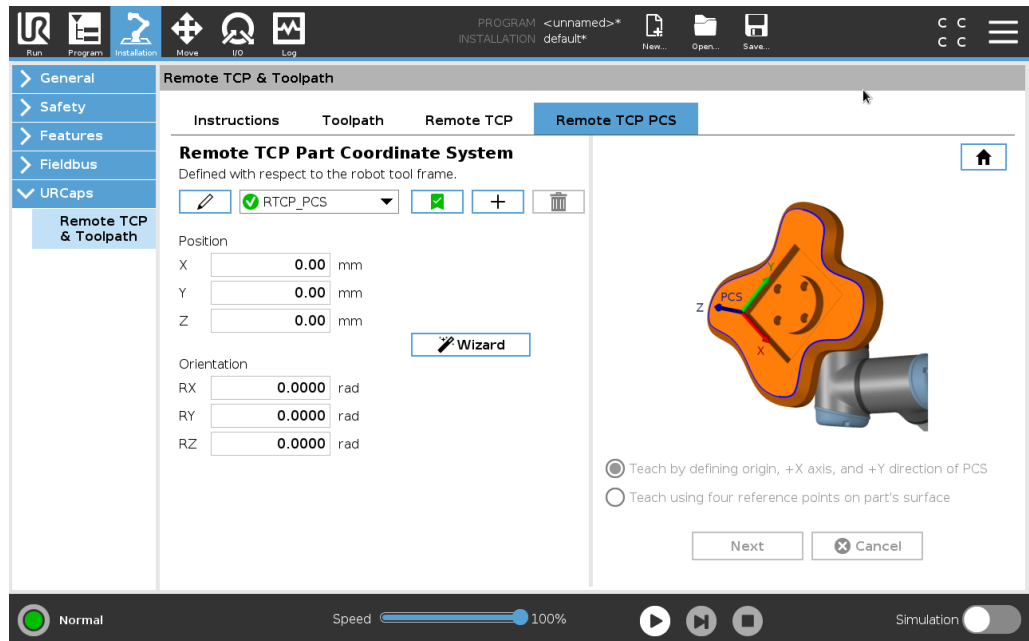 UR
Run
Program
Installation
Move
I/O
Log
PROGRAM <unnamed>*
INSTALLATION default*
New...
Open...
Save...
C C
C C
General
Safety
Features
Fieldbus
URCaps
Remote TCP
& Toolpath
Remote TCP & Toolpath
Instructions
Toolpath
Remote TCP
Remote TCP PCS
Remote TCP Part Coordinate System
Defined with respect to the robot tool frame.
RTCP_PCS
Position
X 0.00 mm
Y 0.00 mm
Z 0.00 mm
Wizard
Orientation
RX 0.0000 rad
RY 0.0000 rad
RZ 0.0000 rad
Y
PCS
Z
X
Teach by defining origin, +X axis, and +Y direction of PCS
Teach using four reference points on part's surface
Next
Cancel
Normal
Speed
100%
Simulation